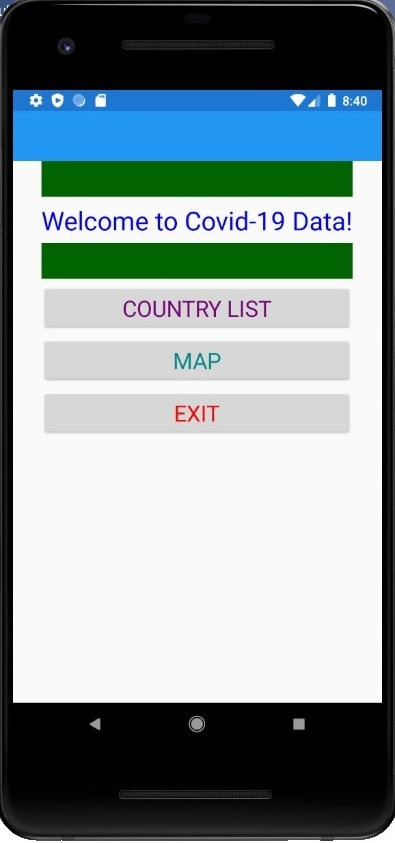 8:40
Welcome to Covid-19 Data!
COUNTRY LIST
MAP
EXIT